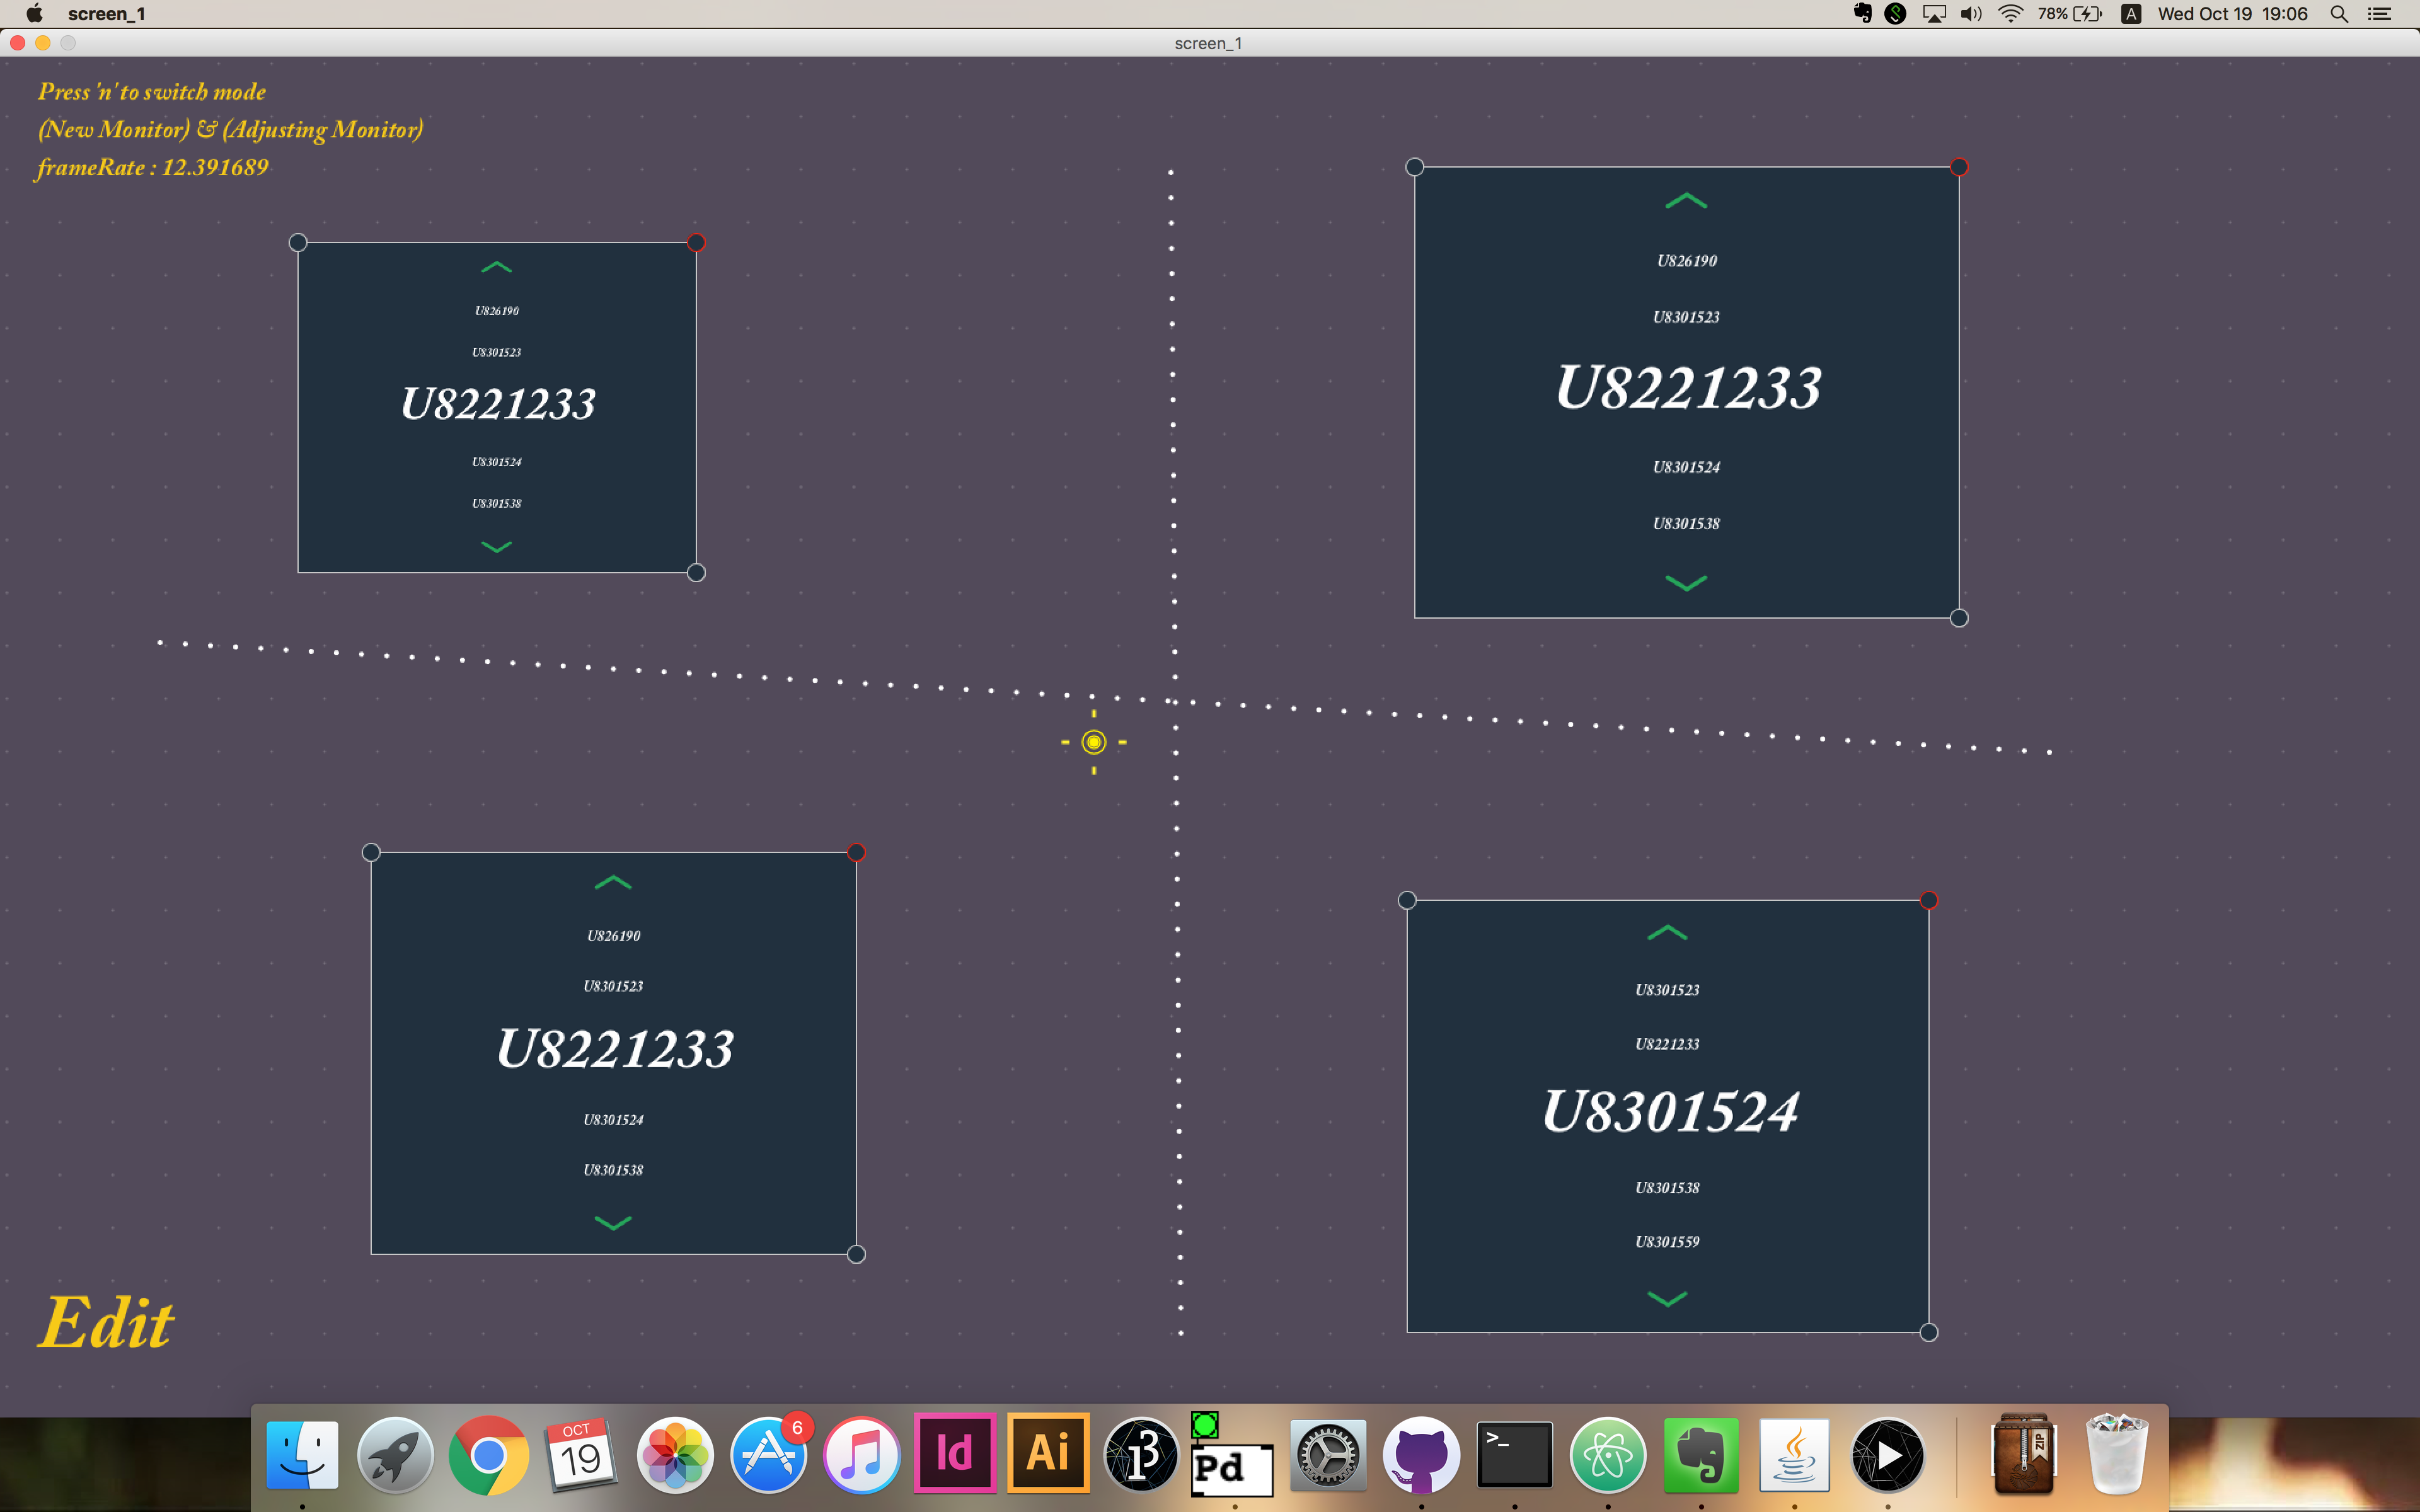 screen_1
78%
A
Wed Oct 19 19:06
screen_1
Press 'n' to switch mode
(New Monitor) & (Adjusting Monitor)
frameRate : 12.391689
U826190
U8301523
U8221233
U8301524
U8301538
U826190
U8301523
U8221233
U8301524
U8301538
U826190
U8301523
U8221233
U8301524
U8301538
U8301523
U8221233
U8301524
U8301538
U8301559
Edit
OCT
19
6
Id
Ai
13
Pd
>_
ZIP